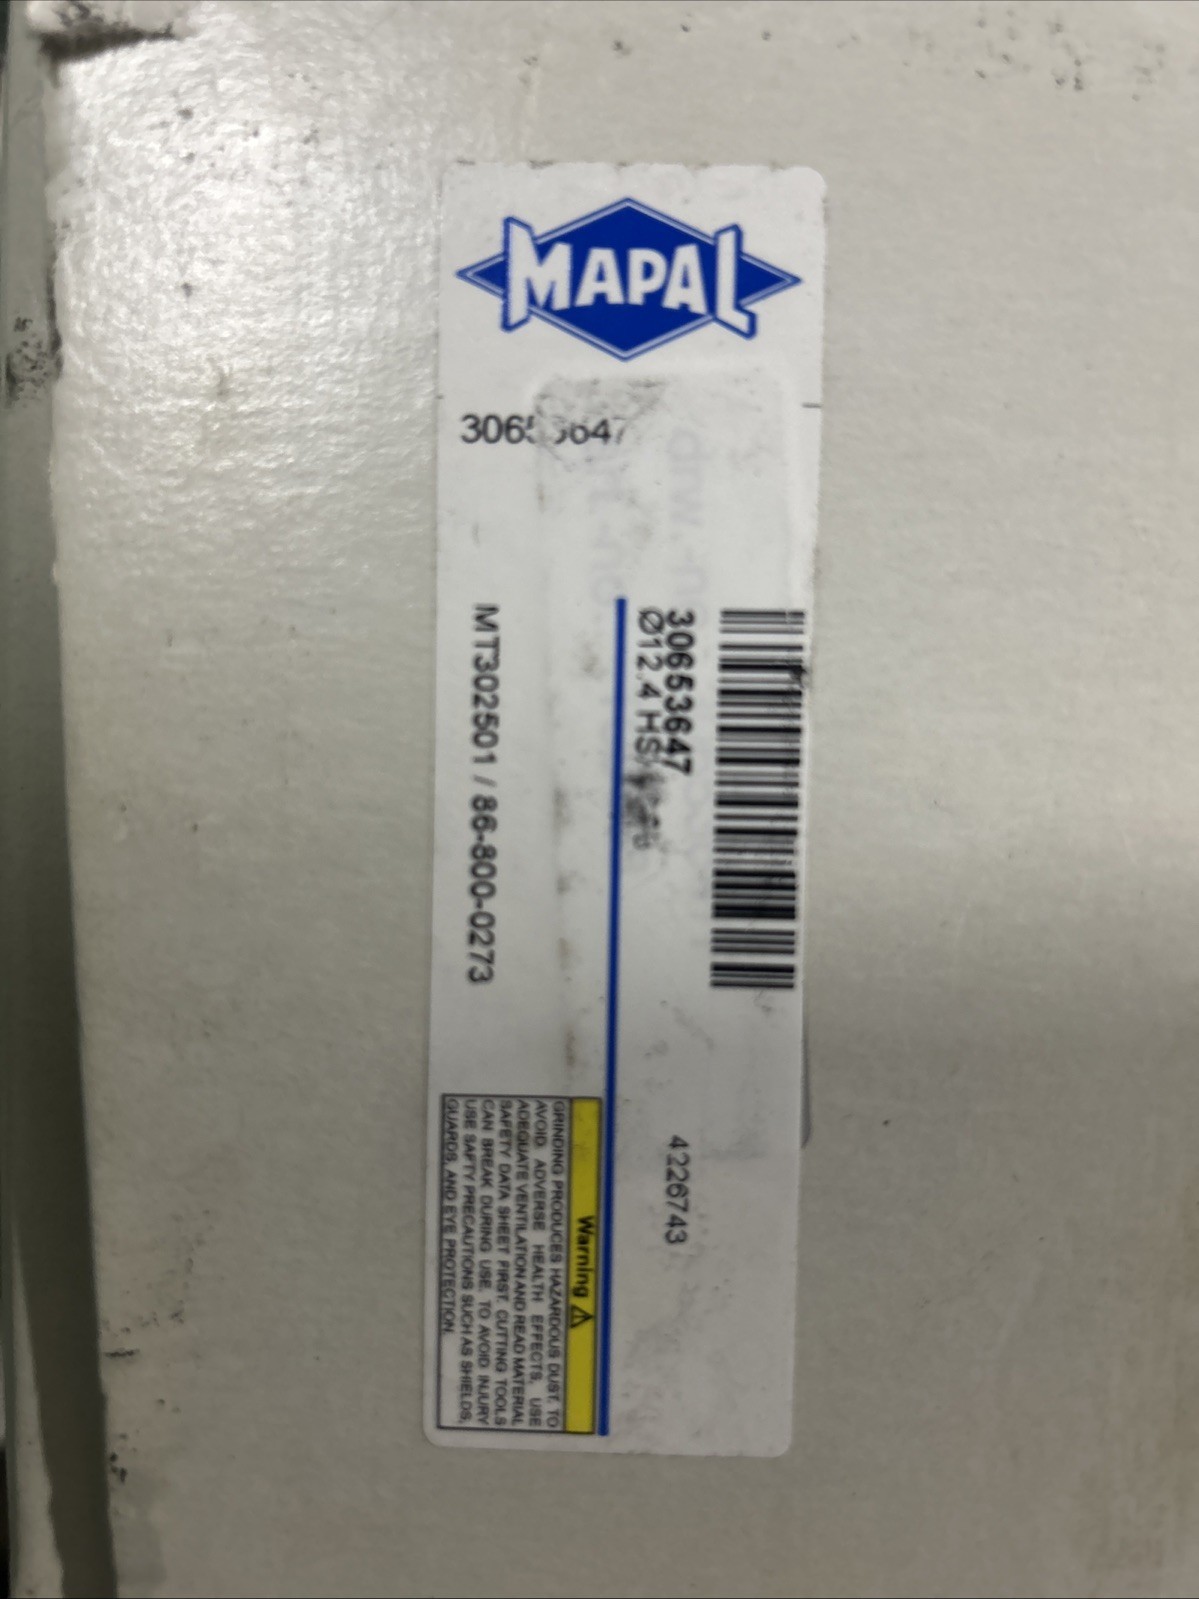 MAPAL
30653647
30653647
Ø12.4 HSK
4226743
MT302501 / 86-800-0273
Warning
GRINDING PRODUCES HAZARDOUS DUST. TO
AVOID ADVERSE HEALTH EFFECTS, USE
ADEQUATE VENTILATION AND READ MATERIAL
SAFETY DATA SHEET FIRST. CUTTING TOOLS
CAN BREAK DURING USE. TO AVOID INJURY
USE SAFTY PRECAUTIONS SUCH AS SHIELDS,
GUARDS, AND EYE PROTECTION.